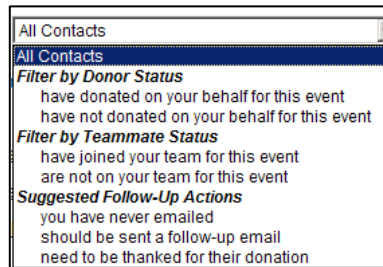 All Contacts
All Contacts
Filter by Donor Status
have donated on your behalf for this event
have not donated on your behalf for this event
Filter by Teammate Status
have joined your team for this event
are not on your team for this event
Suggested Follow-Up Actions
you have never emailed
should be sent a follow-up email
need to be thanked for their donation